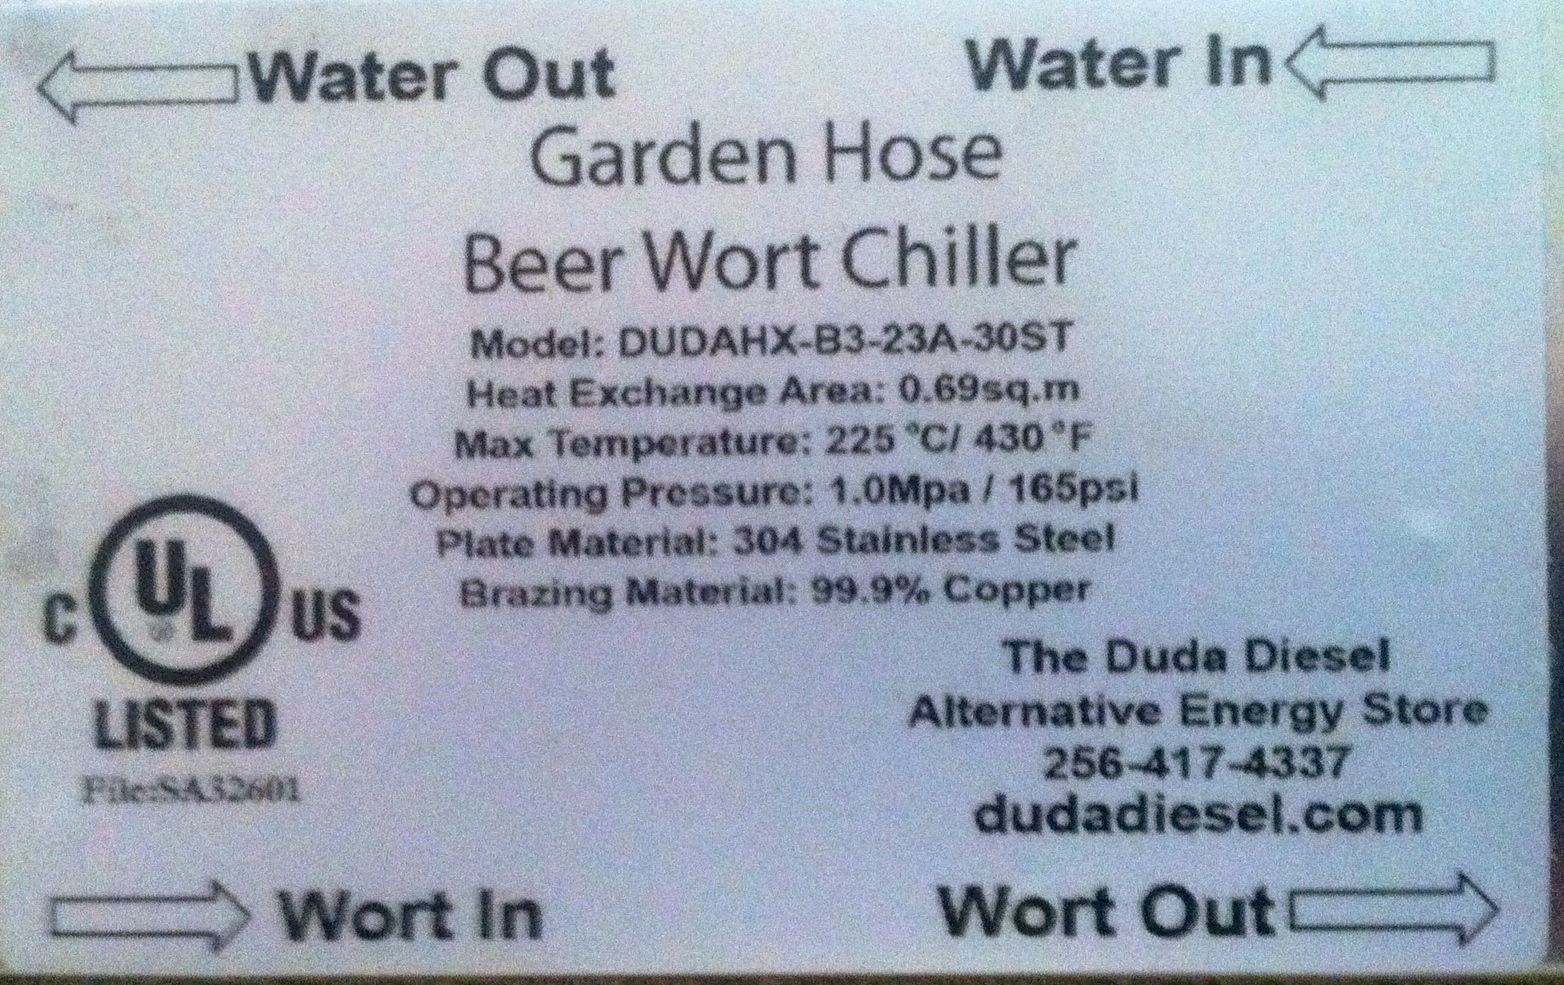 Water Out
Water In
Garden Hose
Beer Wort Chiller
Model: DUDAHX-B3-23A-30ST
Heat Exchange Area: 0.69sq.m
Max Temperature: 225 °C/ 430 °F
Operating Pressure: 1.0Mpa / 165psi
Plate Material: 304 Stainless Steel
Brazing Material: 99.9% Copper
C UL US
LISTED
File:SA32601
The Duda Diesel
Alternative Energy Store
256-417-4337
dudadiesel.com
Wort In
Wort Out